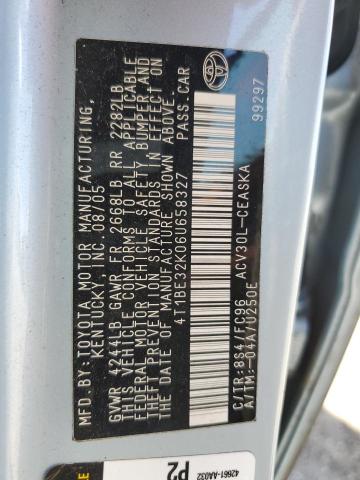 MFD.BY:TOYOTA MOTOR MANUFACTURING,
KENTUCKY,INC.08/05
GVWR 4244LB GAWR FR 2668LB RR 2282LB
THIS VEHICLE CONFORMS TO ALL APPLICABLE
FEDERAL MOTOR VEHICLE SAFETY, BUMPER, AND
THEFT PREVENTION STANDARDS IN EFFECT ON
THE DATE OF MANUFACTURE SHOWN ABOVE.
4T1BE32K06U658327 PASS.CAR
C/TR:8S4/FC96 ACV30L-CEASKA
A/TM:-04A/U250E 99297
42661-AA032
P2